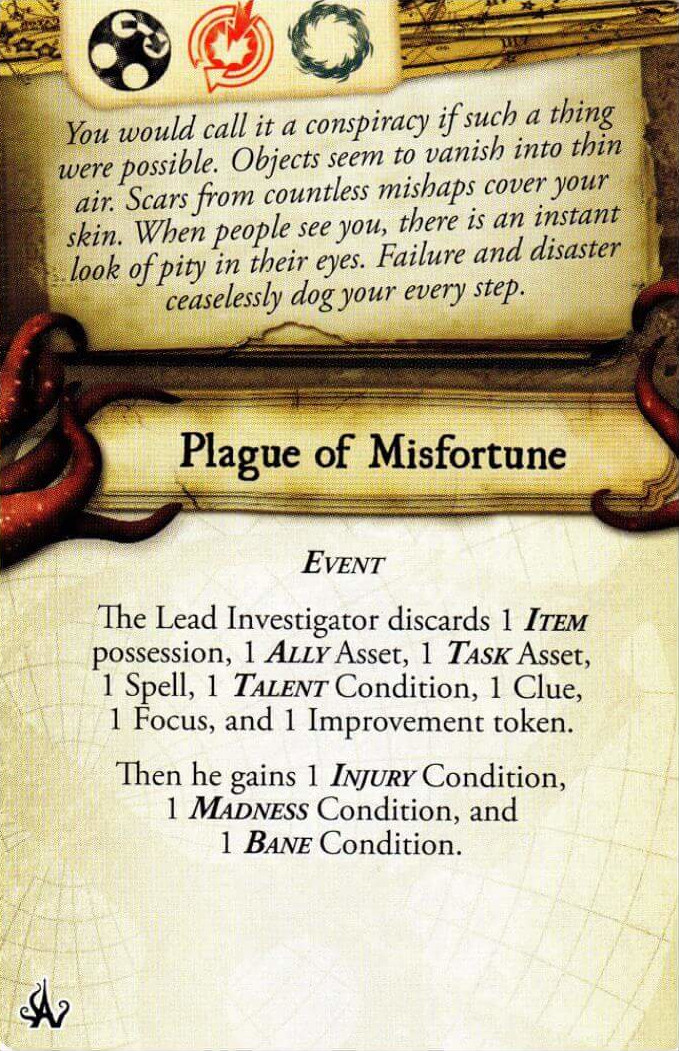 You would call it a conspiracy if such a thing
were possible. Objects seem to vanish into thin
air. Scars from countless mishaps cover your
skin. When people see you, there is an instant
look of pity in their eyes. Failure and disaster
ceaselessly dog your every step.
Plague of Misfortune
EVENT
The Lead Investigator discards 1 ITEM
possession, 1 ALLY Asset, 1 TASK Asset,
1 Spell, 1 TALENT Condition, 1 Clue,
1 Focus, and 1 Improvement token.
Then he gains 1 INJURY Condition,
1 MADNESS Condition, and
1 BANE Condition.